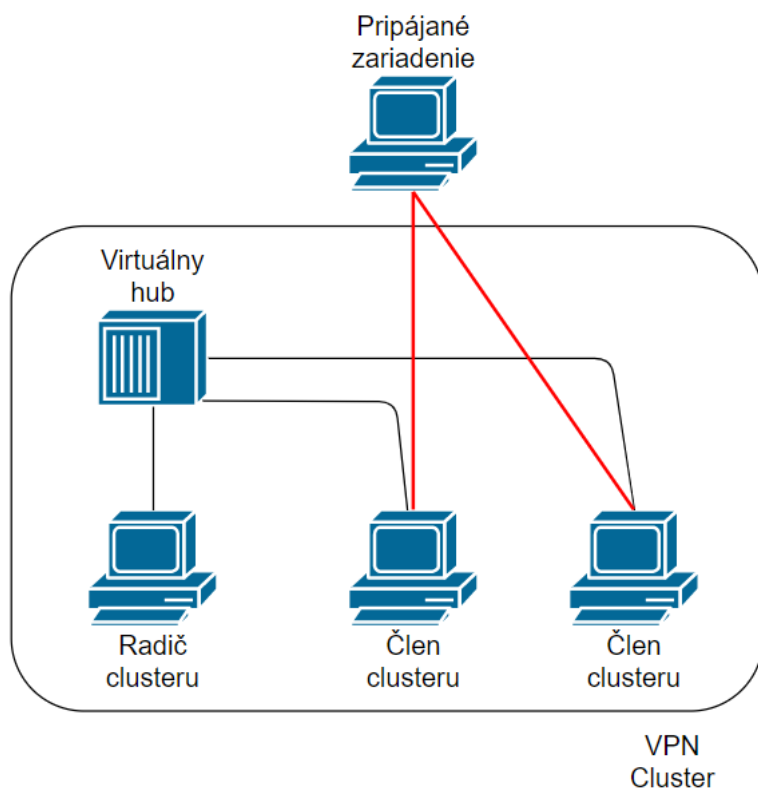 Pripájané
zariadenie
Virtuálny
hub
Radič
clusteru
Člen
clusteru
Člen
clusteru
VPN
Cluster